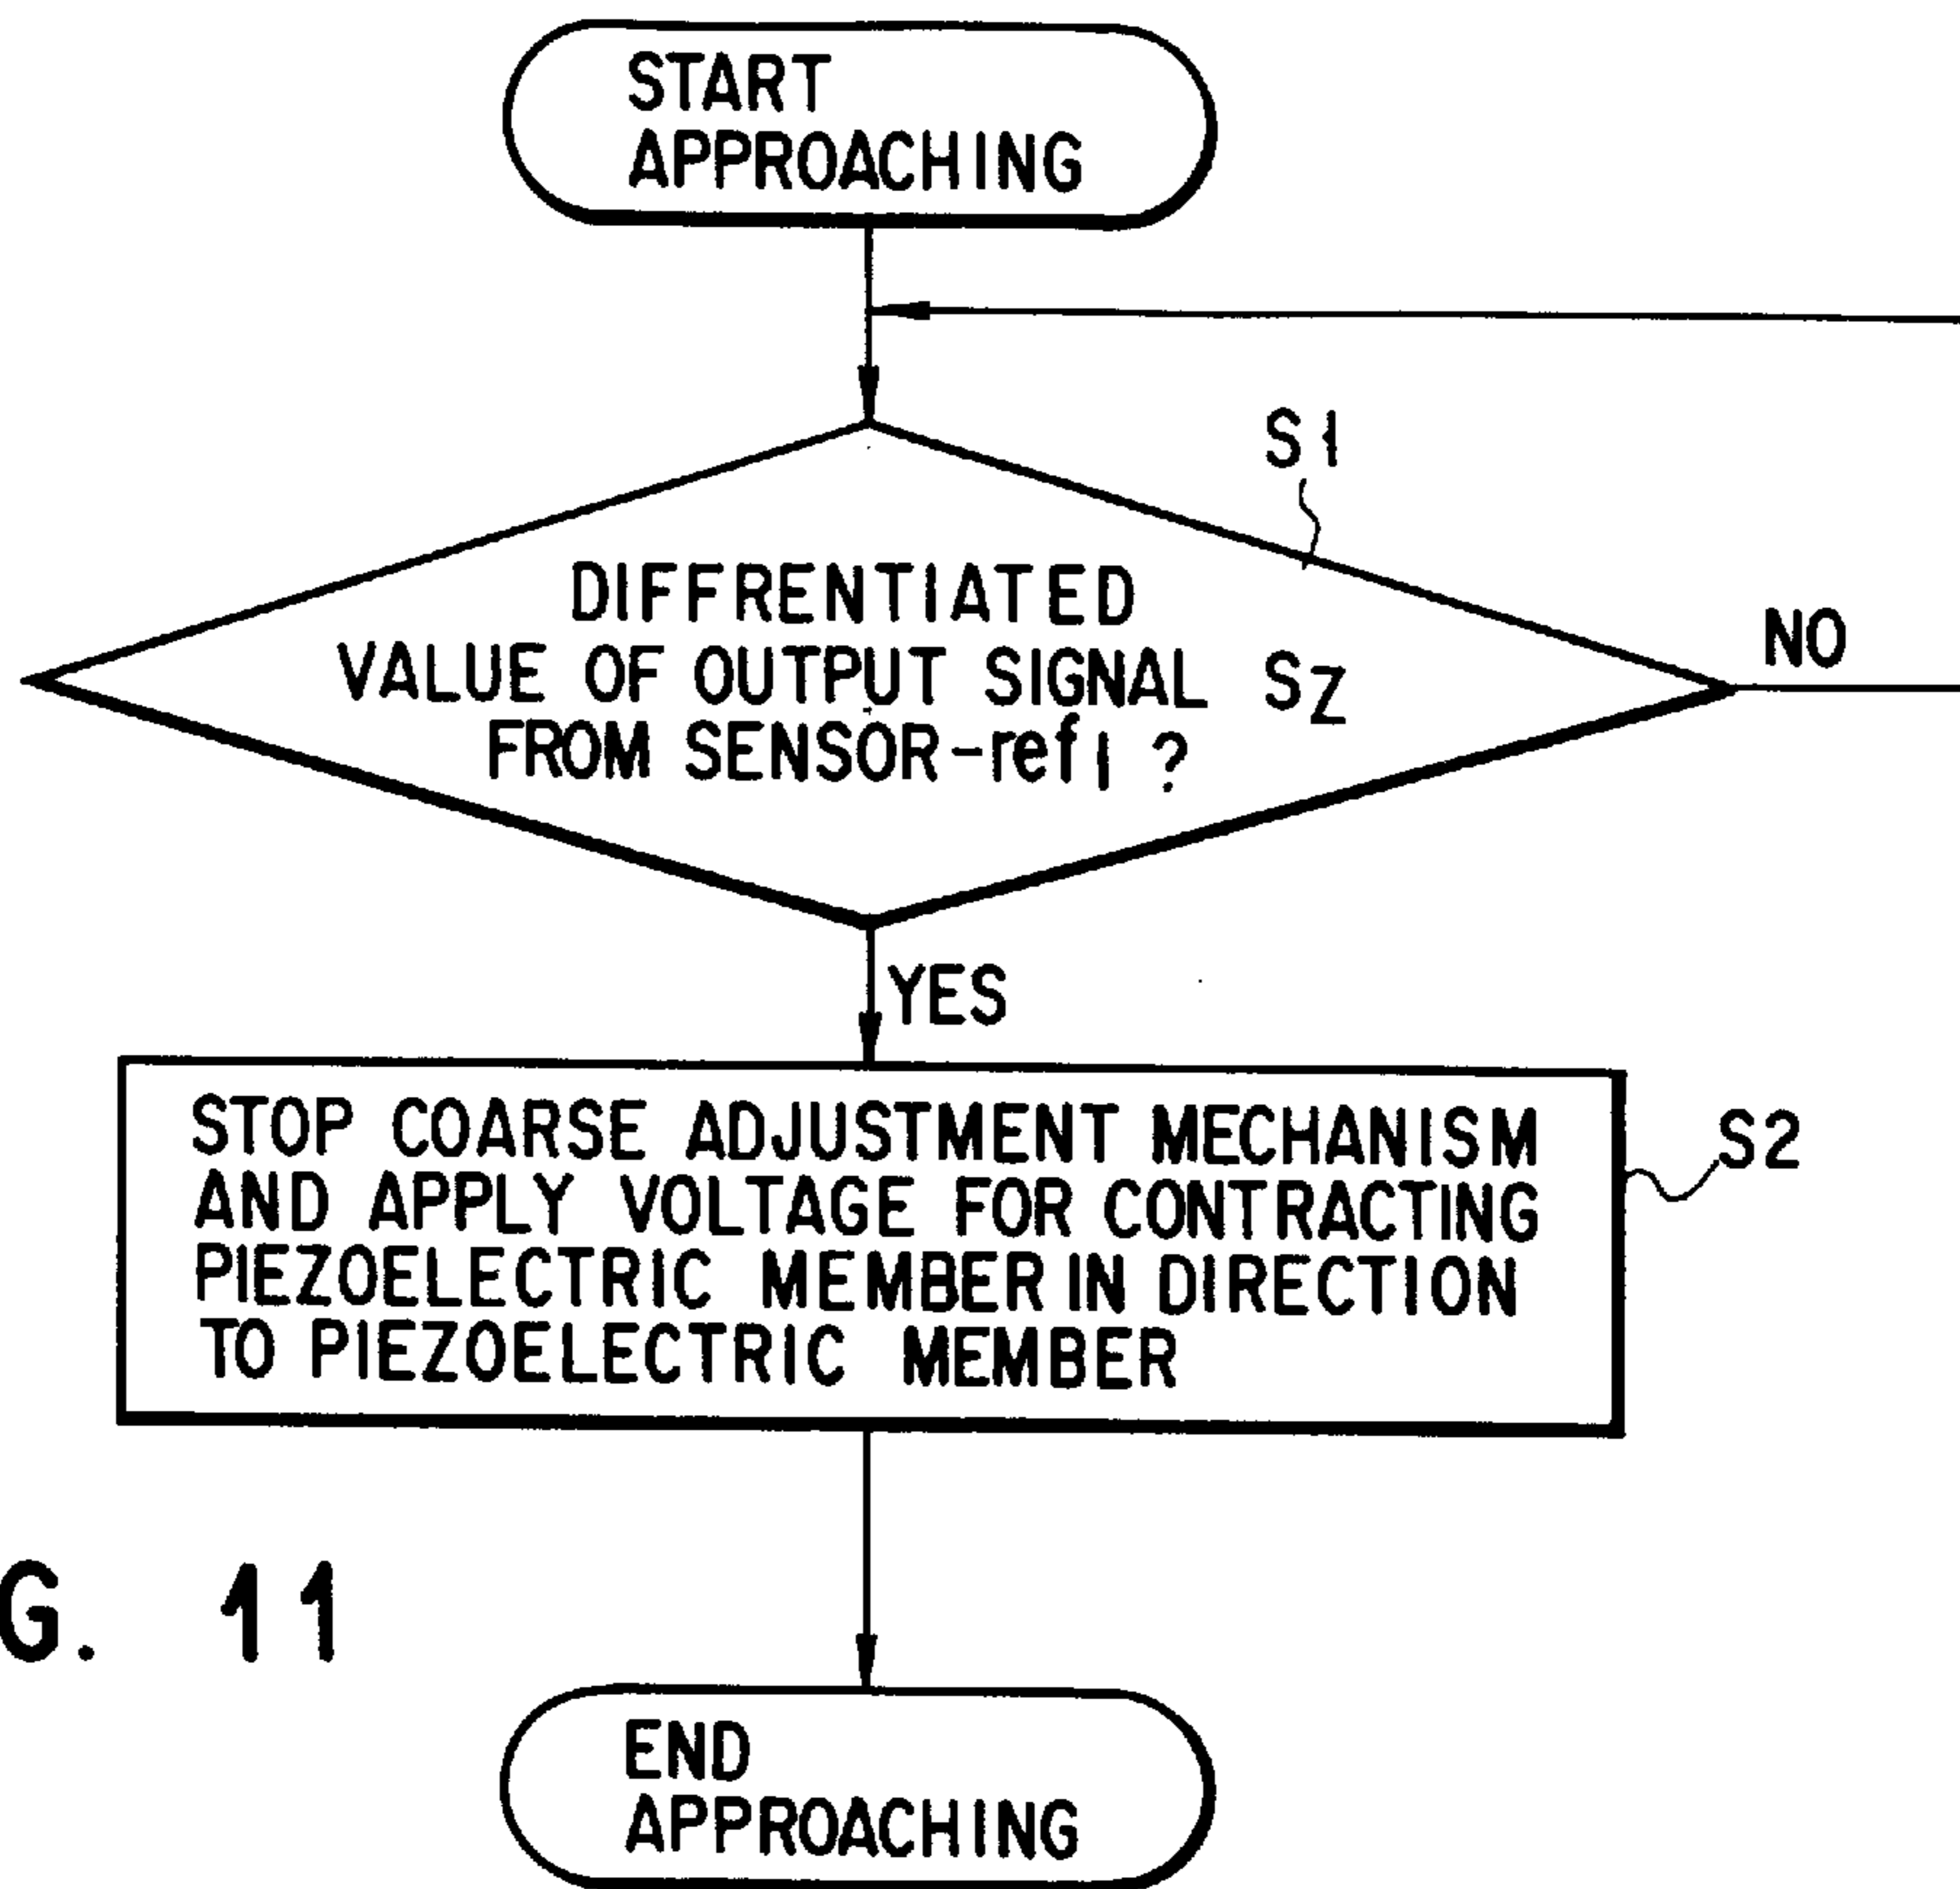 START
APPROACHING
S1
DIFFRENTIATED
VALUE OF OUTPUT SIGNAL SZ
FROM SENSOR-ref1 ?
NO
YES
STOP COARSE ADJUSTMENT MECHANISM
AND APPLY VOLTAGE FOR CONTRACTING
PIEZOELECTRIC MEMBER IN DIRECTION
TO PIEZOELECTRIC MEMBER
S2
G. 11
END
APPROACHING